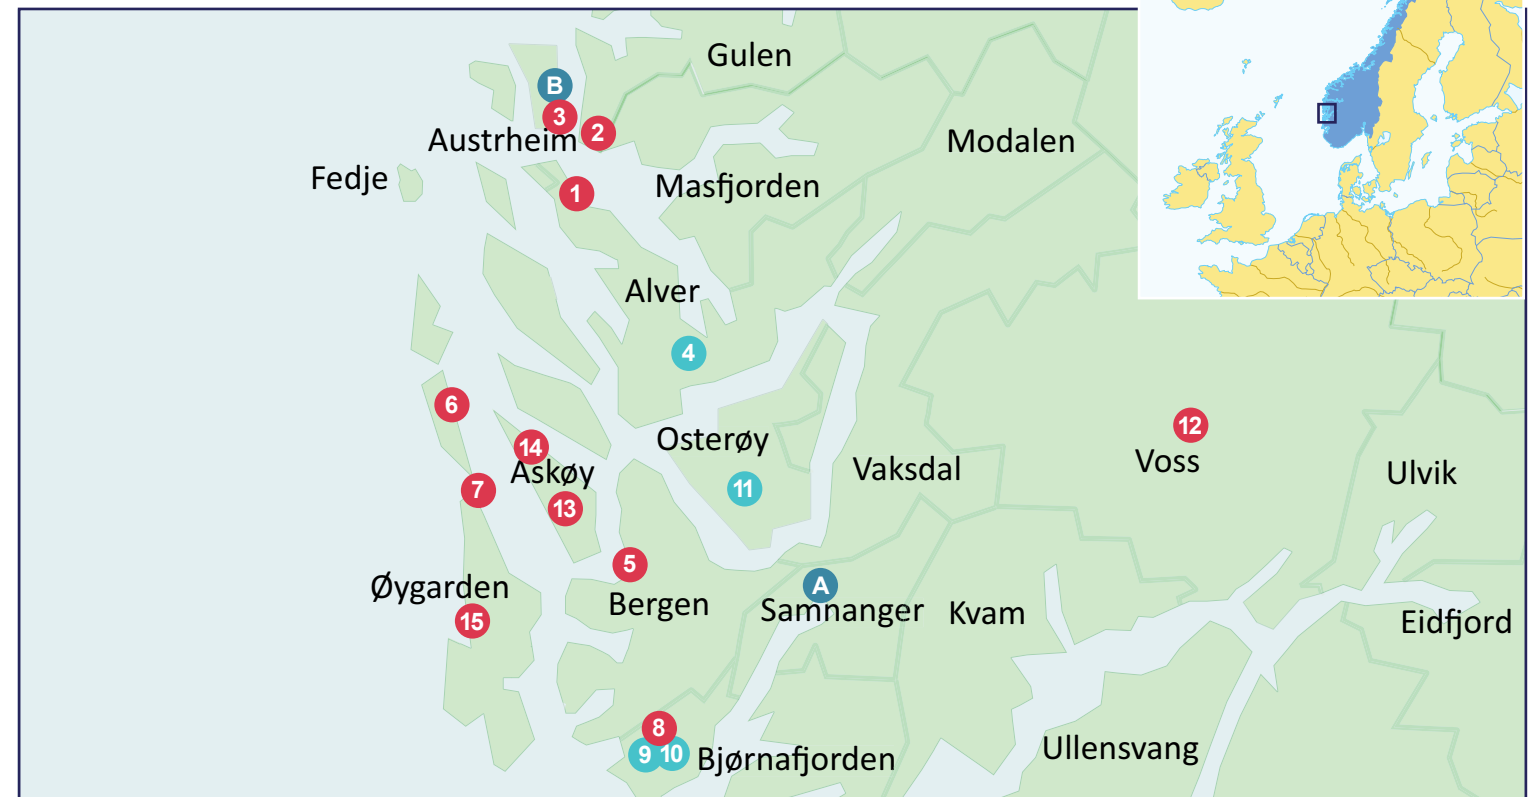 Gulen
B
3
2
Austrheim
Modalen
Fedje
1
Masfjorden
Alver
4
6
12
14
Osterøy
Askøy
Vaksdal
Voss
Ulvik
7
11
13
5
Øygarden
A
Bergen
Samnanger
Kvam
15
Eidfjord
8
9
10
Bjørnafjorden
Ullensvang